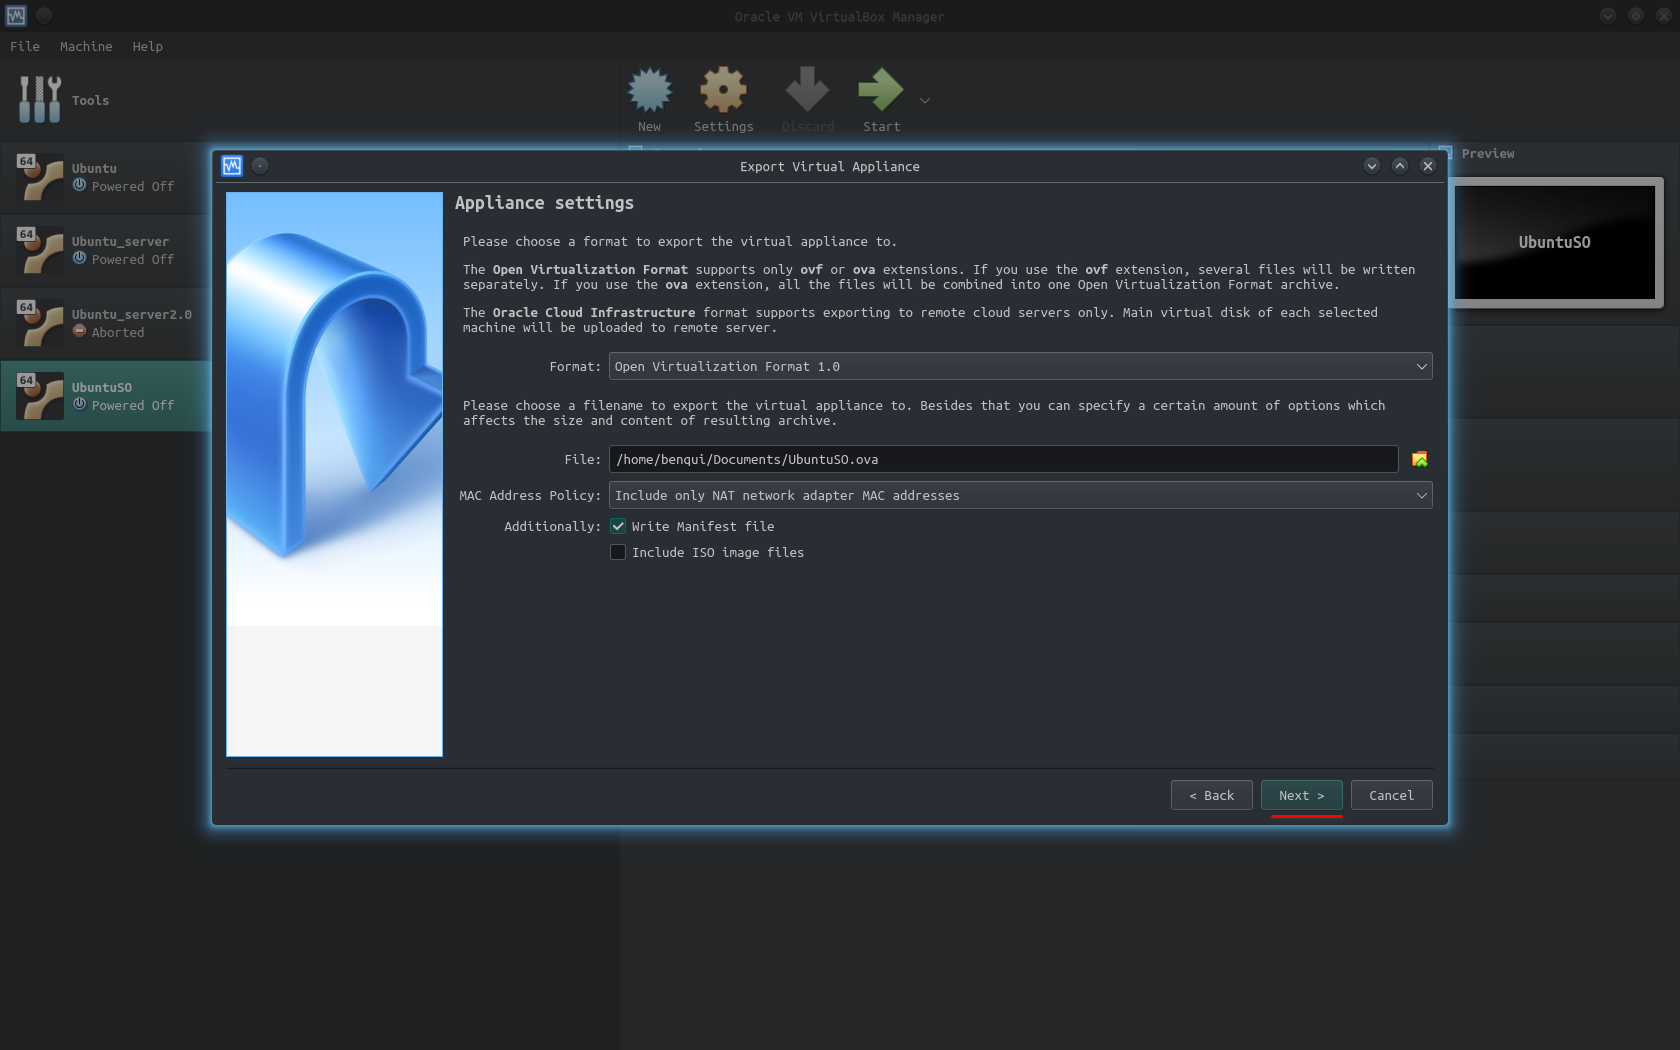 Oracle VM VirtualBox Manager
File Machine Help
Tools
New Settings Discard Start
64 Ubuntu
Powered Off
64 Ubuntu_server
Powered Off
64 Ubuntu_server2.0
Aborted
64 UbuntuSO
Powered Off
Preview
UbuntuSO
Export Virtual Appliance
Appliance settings
Please choose a format to export the virtual appliance to.
The Open Virtualization Format supports only ovf or ova extensions. If you use the ovf extension, several files will be written
separately. If you use the ova extension, all the files will be combined into one Open Virtualization Format archive.
The Oracle Cloud Infrastructure format supports exporting to remote cloud servers only. Main virtual disk of each selected
machine will be uploaded to remote server.
Format: Open Virtualization Format 1.0
Please choose a filename to export the virtual appliance to. Besides that you can specify a certain amount of options which
affects the size and content of resulting archive.
File: /home/benqui/Documents/UbuntuSO.ova
MAC Address Policy: Include only NAT network adapter MAC addresses
Additionally: Write Manifest file
Include ISO image files
< Back Next > Cancel